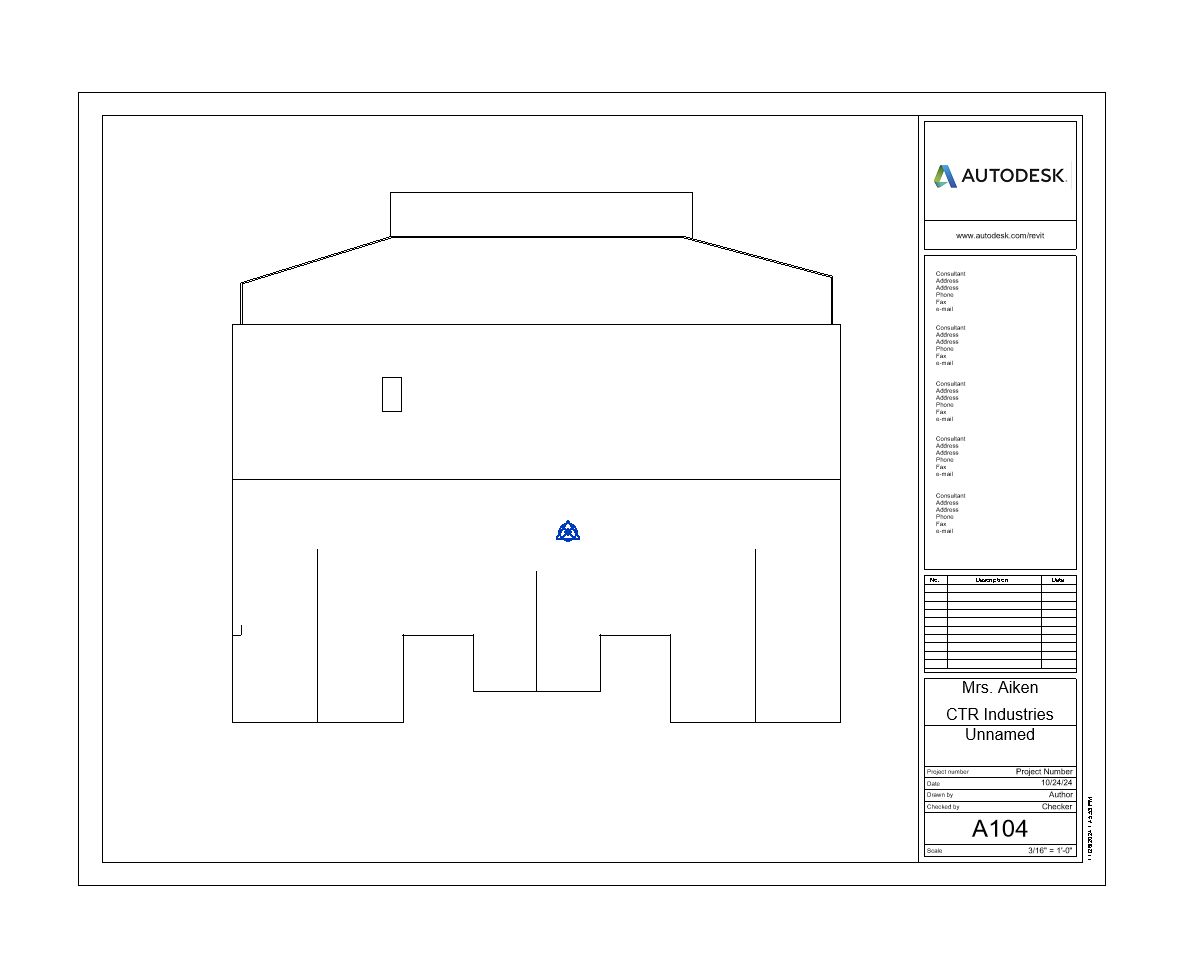 AUTODESK.
www.autodesk.com/revit
Consultant
Address
Address
Phone
Fax
e-mail
Consultant
Address
Address
Phone
Fax
e-mail
Consultant
Address
Address
Phone
Fax
e-mail
Consultant
Address
Address
Phone
Fax
e-mail
Consultant
Address
Address
Phone
Fax
e-mail
No. Description Date
Mrs. Aiken
CTR Industries
Unnamed
Project number Project Number
Date 10/24/24
Drawn by Author
Checked by Checker
A104
Scale 3/16" = 1'-0"